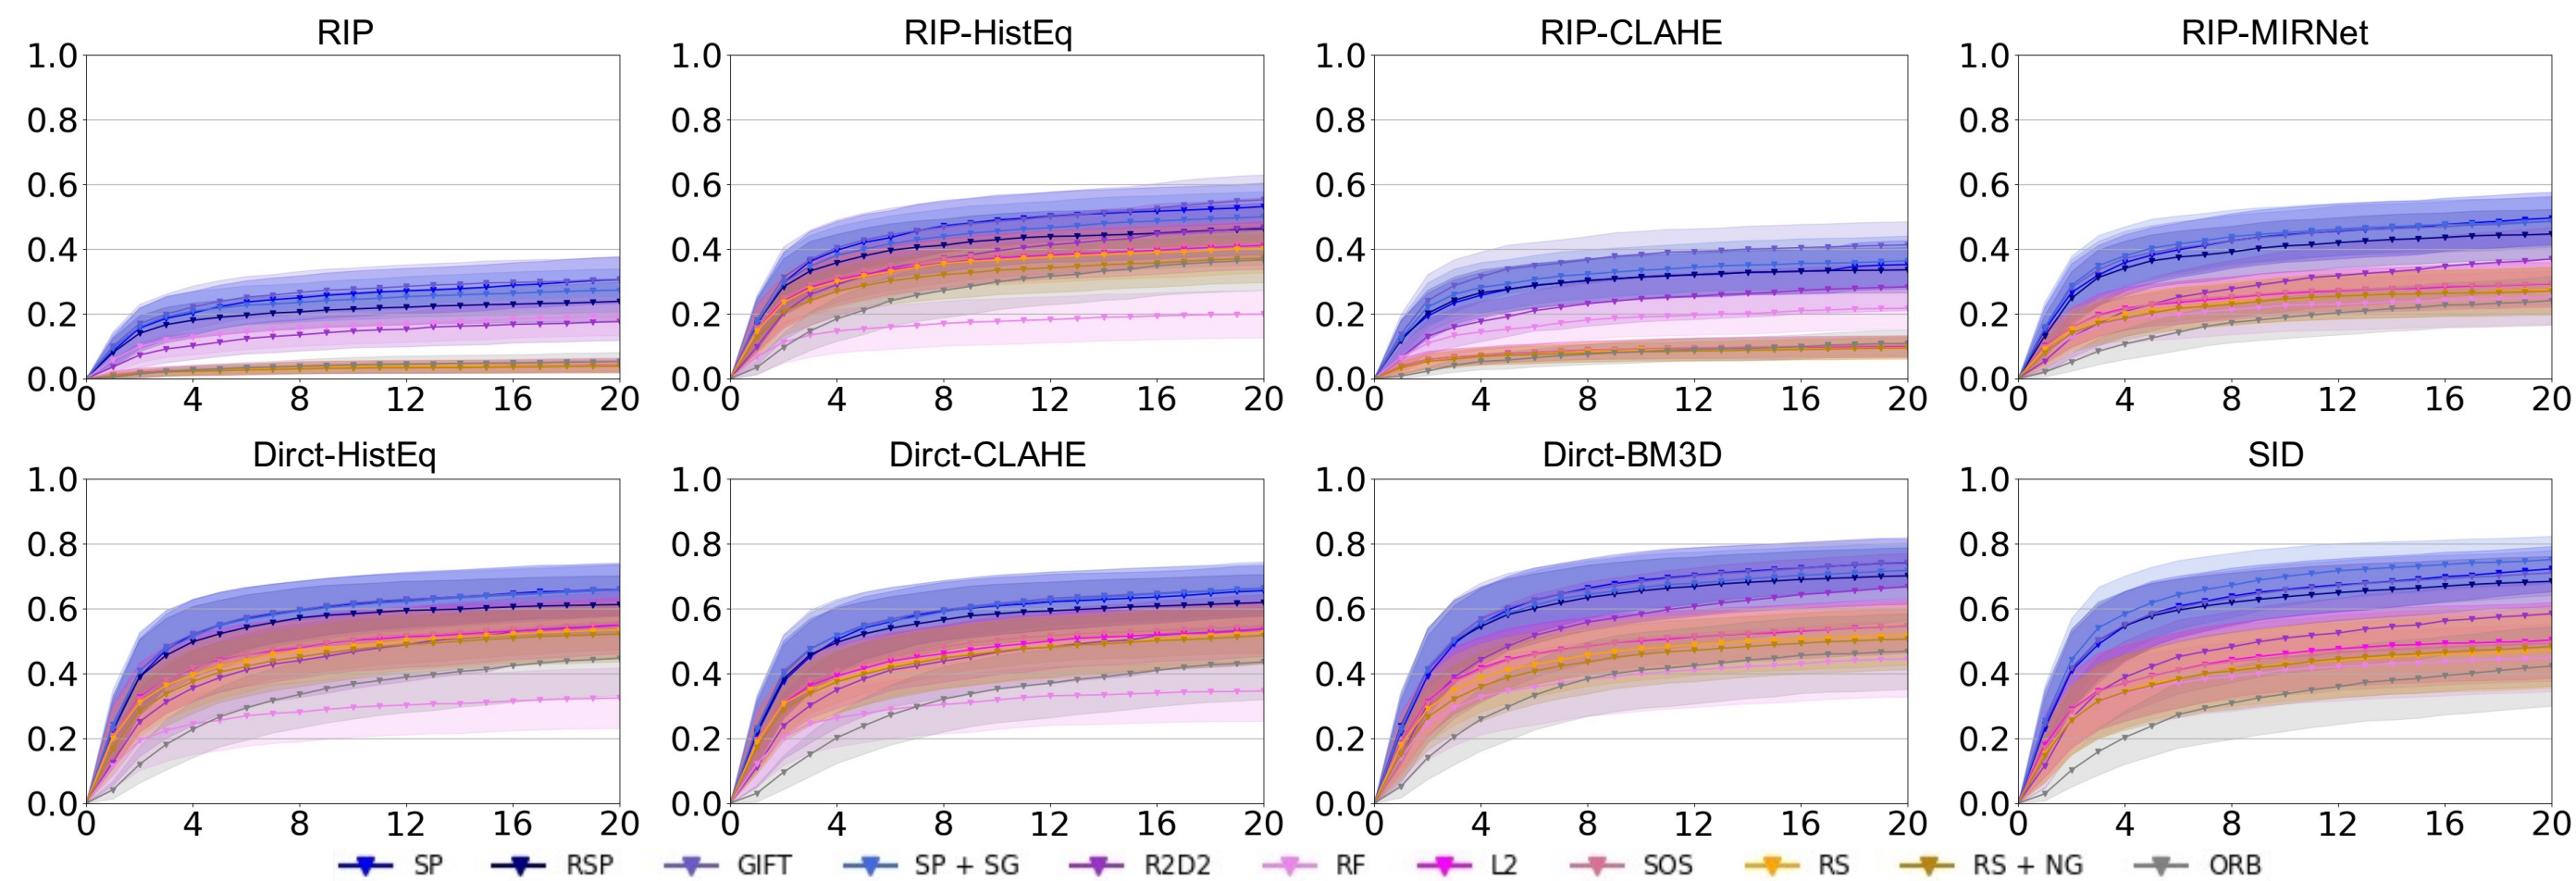 RIP RIP-HistEq RIP-CLAHE RIP-MIRNet
1.0 1.0 1.0 1.0
0.8 0.8 0.8 0.8
0.6 0.6 0.6 0.6
0.4 0.4 0.4 0.4
0.2 0.2 0.2 0.2
0.0 0.0 0.0 0.0
0 4 8 12 16 20 0 4 8 12 16 20 0 4 8 12 16 20 0 4 8 12 16 20
Dirct-HistEq Dirct-CLAHE Dirct-BM3D SID
1.0 1.0 1.0 1.0
0.8 0.8 0.8 0.8
0.6 0.6 0.6 0.6
0.4 0.4 0.4 0.4
0.2 0.2 0.2 0.2
0.0 0.0 0.0 0.0
0 4 8 12 16 20 0 4 8 12 16 20 0 4 8 12 16 20 0 4 8 12 16 20
SP RSP GIFT SP + SG R2D2 RF L2 SOS RS RS + NG ORB